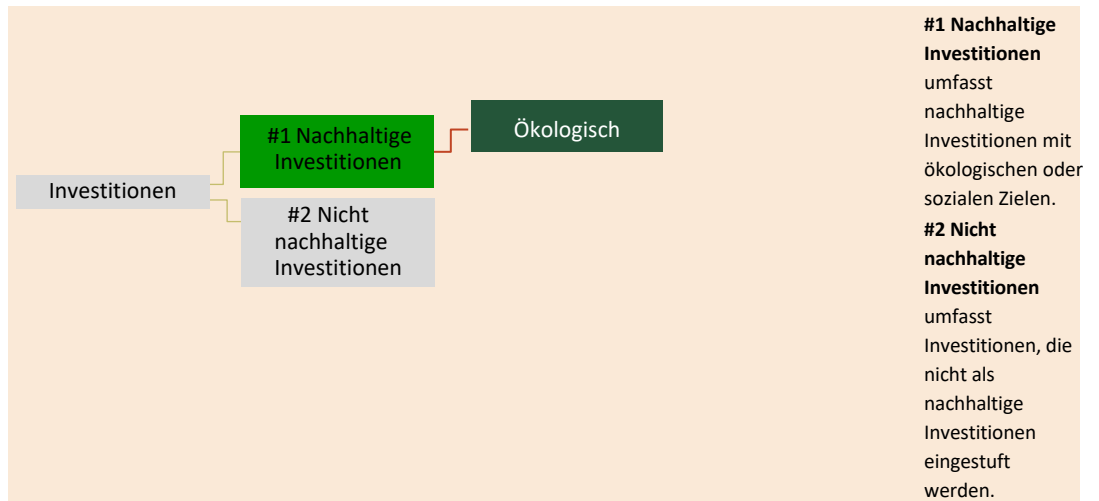 Investitionen
#1 Nachhaltige
Investitionen
Ökologisch
#2 Nicht
nachhaltige
Investitionen
#1 Nachhaltige
Investitionen
umfasst
nachhaltige
Investitionen mit
ökologischen oder
sozialen Zielen.
#2 Nicht
nachhaltige
Investitionen
umfasst
Investitionen, die
nicht als
nachhaltige
Investitionen
eingestuft
werden.